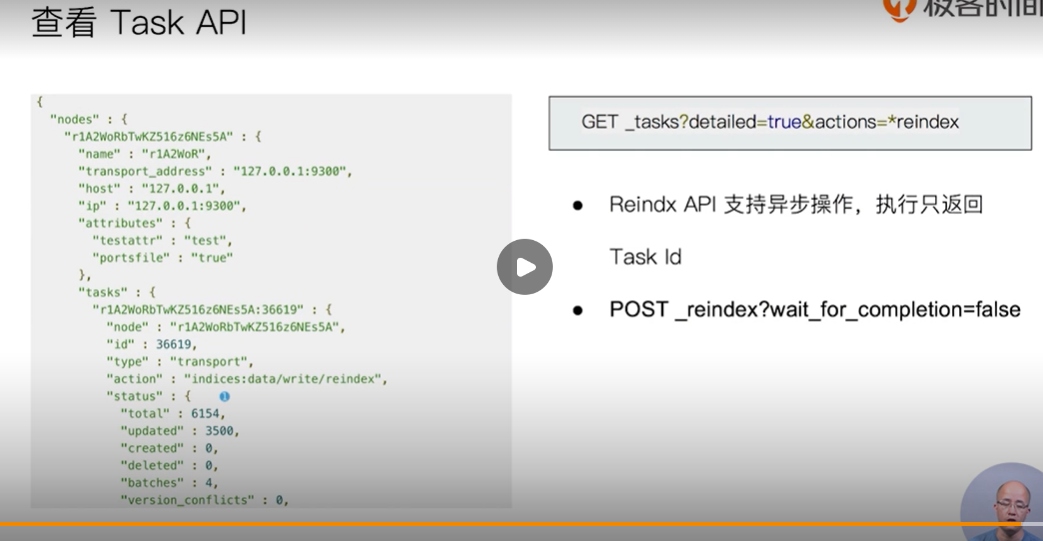 查看 Task API
极客时间
{
"nodes" : {
"r1A2WoRbTwKZ516z6NEs5A" : {
"name" : "r1A2WoR",
"transport_address" : "127.0.0.1:9300",
"host" : "127.0.0.1",
"ip" : "127.0.0.1:9300",
"attributes" : {
"testattr" : "test",
"portsfile" : "true"
},
"tasks" : {
"r1A2WoRbTwKZ516z6NEs5A:36619" : {
"node" : "r1A2WoRbTwKZ516z6NEs5A",
"id" : 36619,
"type" : "transport",
"action" : "indices:data/write/reindex",
"status" : { 1
"total" : 6154,
"updated" : 3500,
"created" : 0,
"deleted" : 0,
"batches" : 4,
"version_conflicts" : 0,
GET _tasks?detailed=true&actions=*reindex
● Reindx API 支持异步操作，执行只返回
Task Id
● POST _reindex?wait_for_completion=false